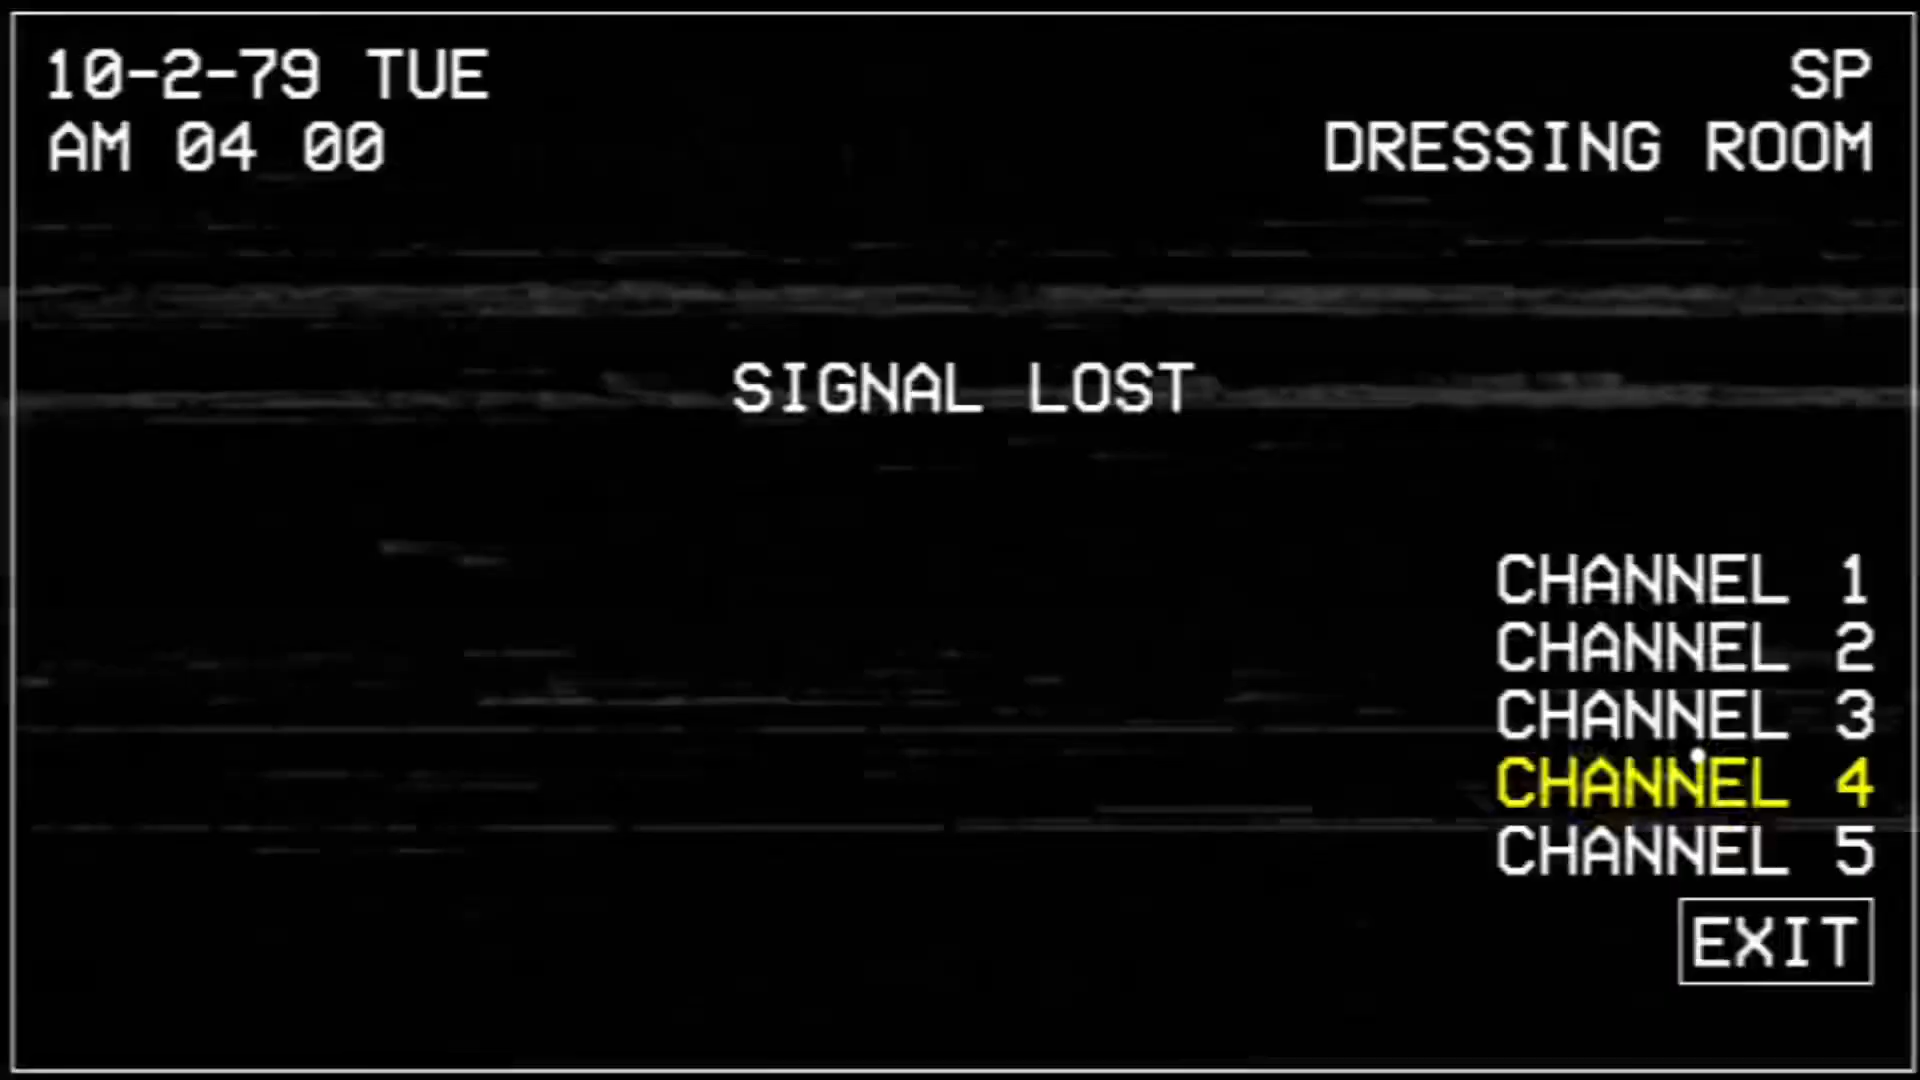 10-2-79 TUE
SP
AM 04 00
DRESSING ROOM
SIGNAL LOST
CHANNEL 1
CHANNEL 2
CHANNEL 3
CHANNEL 4
CHANNEL 5
EXIT